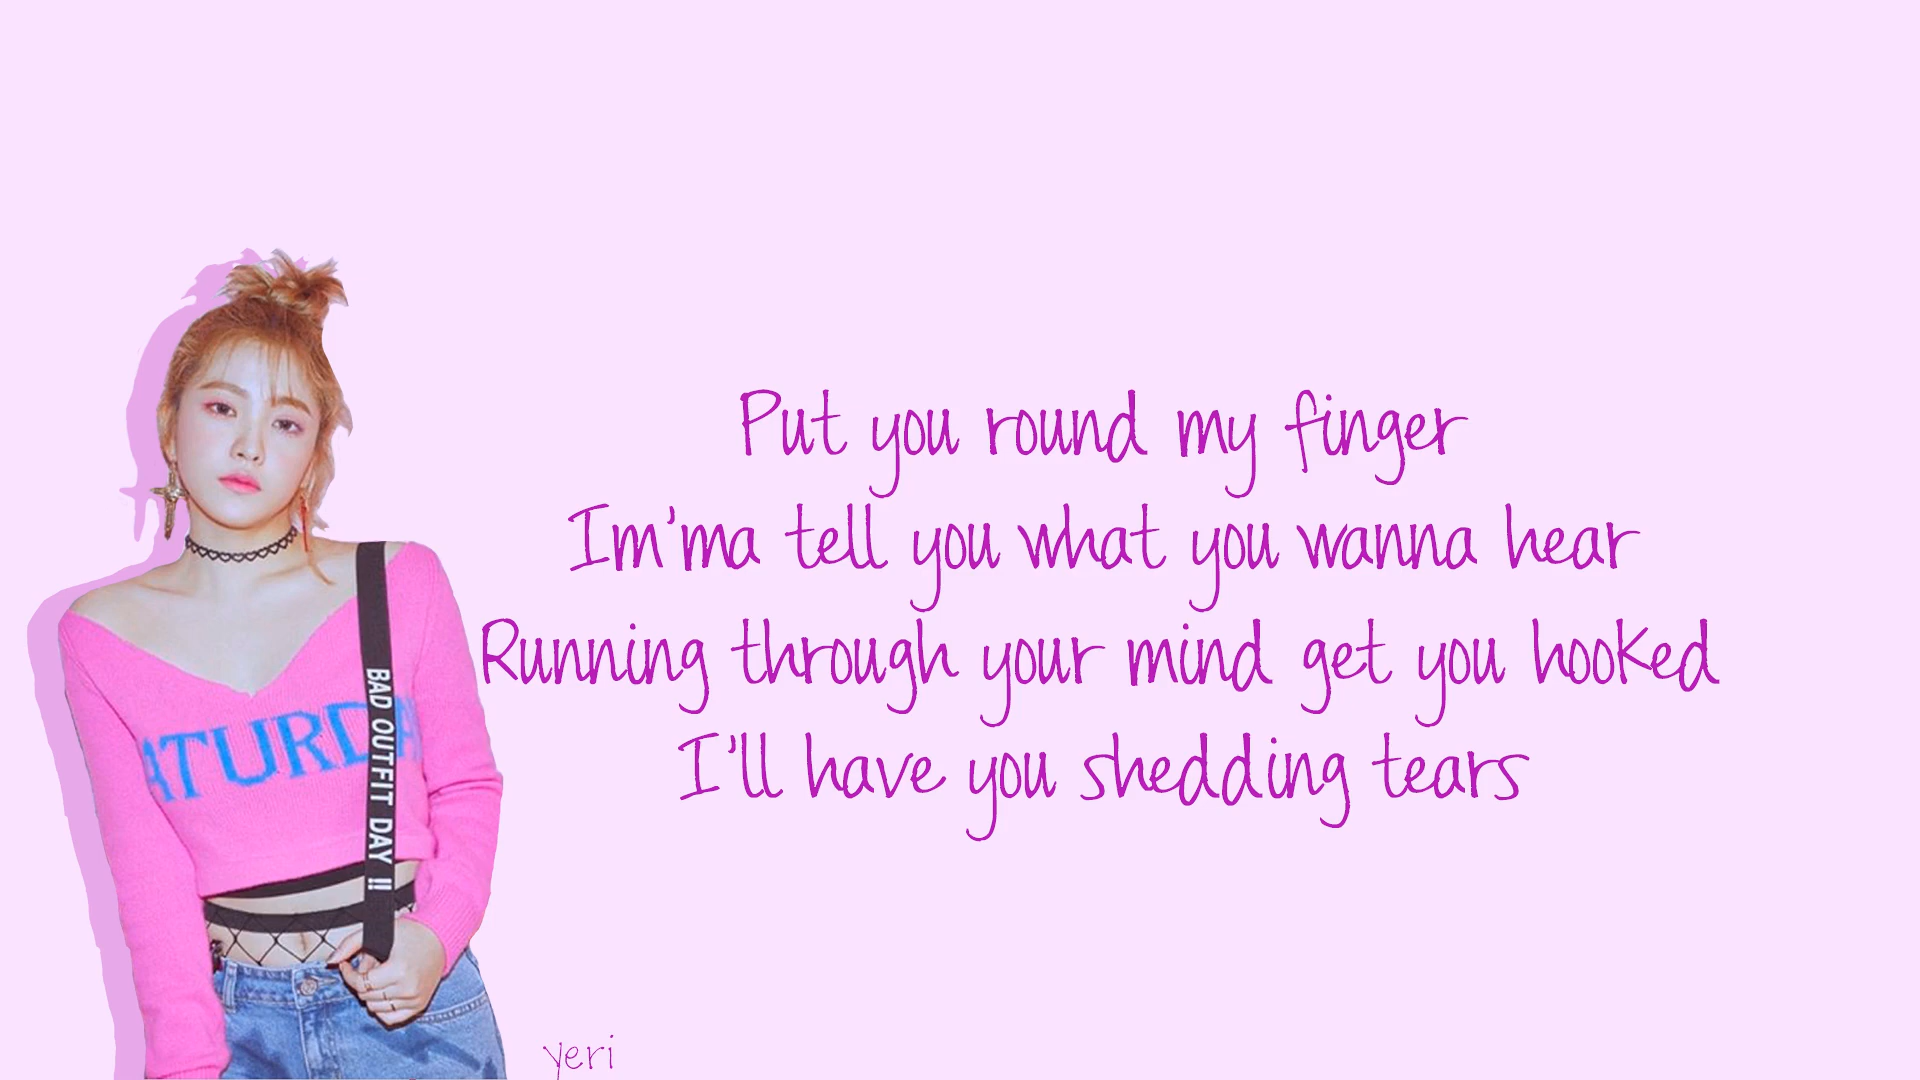 Put you round my finger
Im'ma tell you what you wanna hear
Running through your mind get you hooked
I'll have you shedding tears
ATURDA
BAD OUTFIT DAY !!
yeri